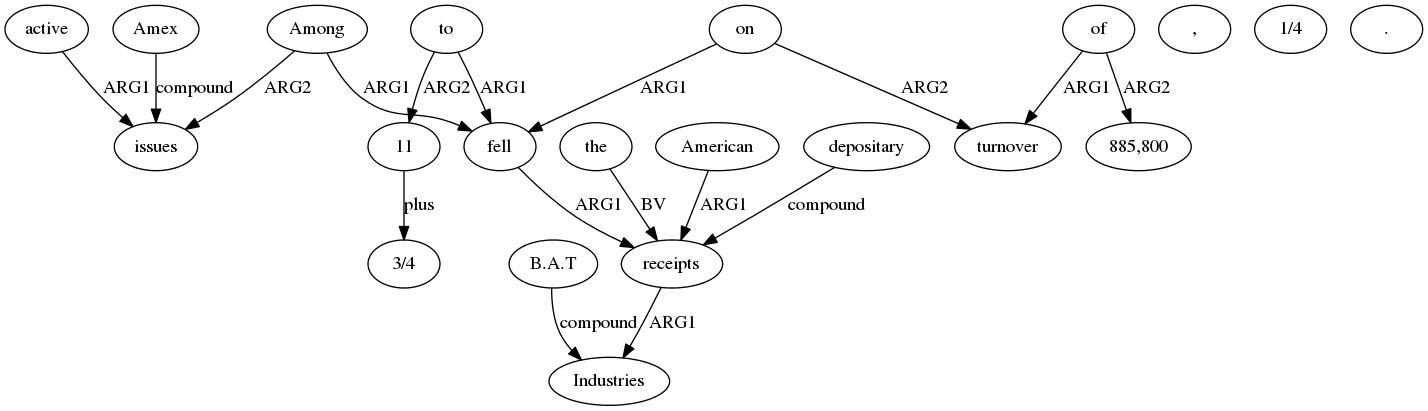 active Amex Among to on of , 1/4 .
ARG1 compound ARG2 ARG1 ARG2 ARG1 ARG1 ARG2 ARG1 ARG2
issues 11 fell the American depositary turnover 885,800
plus ARG1 BV ARG1 compound
3/4 B.A.T receipts
compound ARG1
Industries